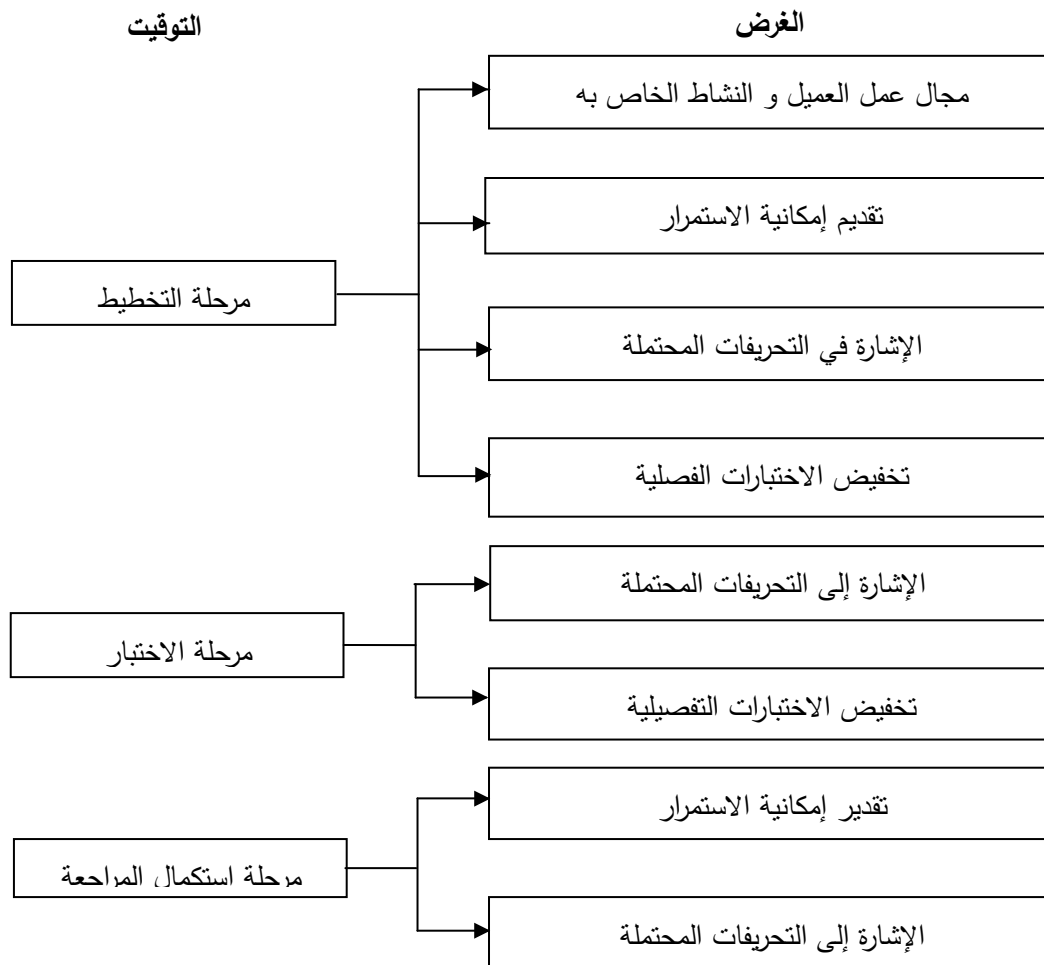 الغرض
التوقيت
مجال عمل العميل و النشاط الخاص به
تقديم إمكانية الاستمرار
مرحلة التخطيط
الإشارة في التحريفات المحتملة
تخفيض الاختبارات الفصلية
الإشارة إلى التحريفات المحتملة
مرحلة الاختبار
تخفيض الاختبارات التفصيلية
تقدير إمكانية الاستمرار
مرحلة استكمال المراجعة
الإشارة إلى التحريفات المحتملة